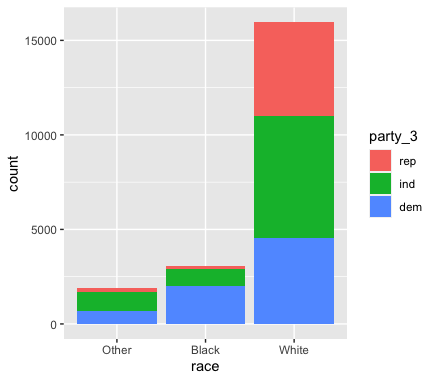 15000
10000
5000
0
count
Other Black White
race
party_3
rep
ind
dem